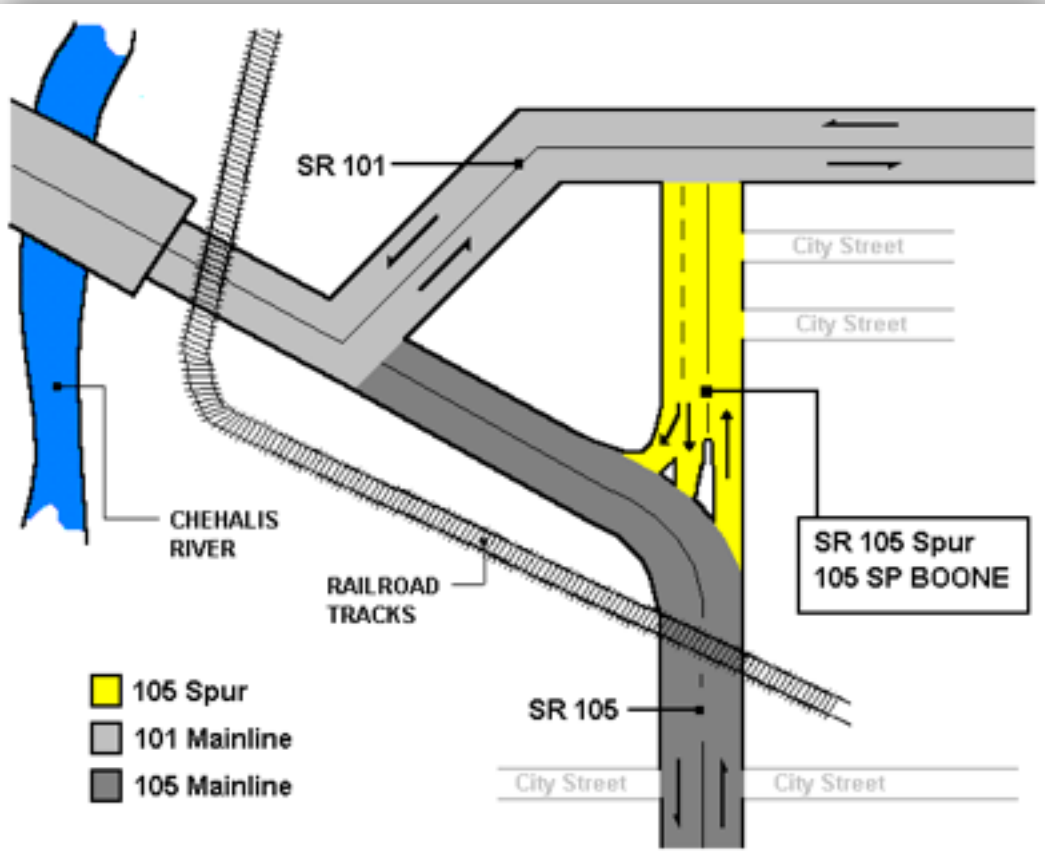 SR 101
City Street
City Street
SR 105 Spur
105 SP BOONE
CHEHALIS
RIVER
RAILROAD
TRACKS
105 Spur
101 Mainline
105 Mainline
SR 105
City Street
City Street